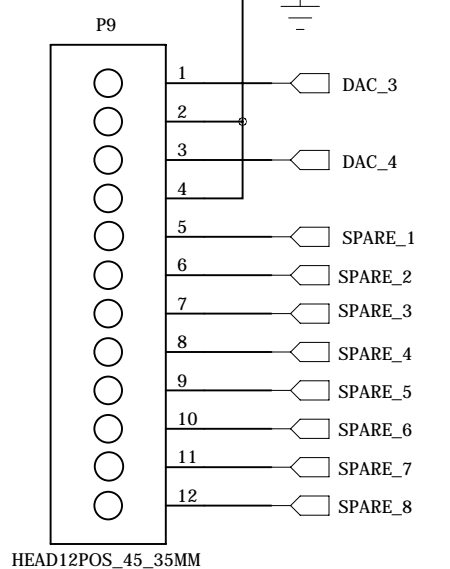 P9
1 DAC_3
2
3 DAC_4
4
5 SPARE_1
6 SPARE_2
7 SPARE_3
8 SPARE_4
9 SPARE_5
10 SPARE_6
11 SPARE_7
12 SPARE_8
HEAD12POS_45_35MM